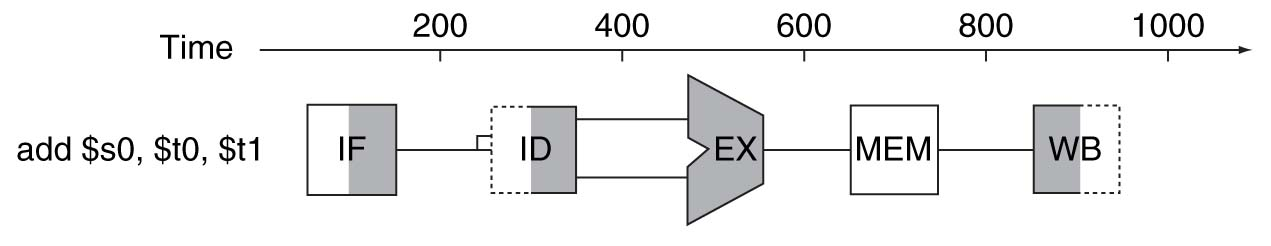 200 400 600 800 1000
Time
add $s0, $t0, $t1 IF ID EX MEM WB